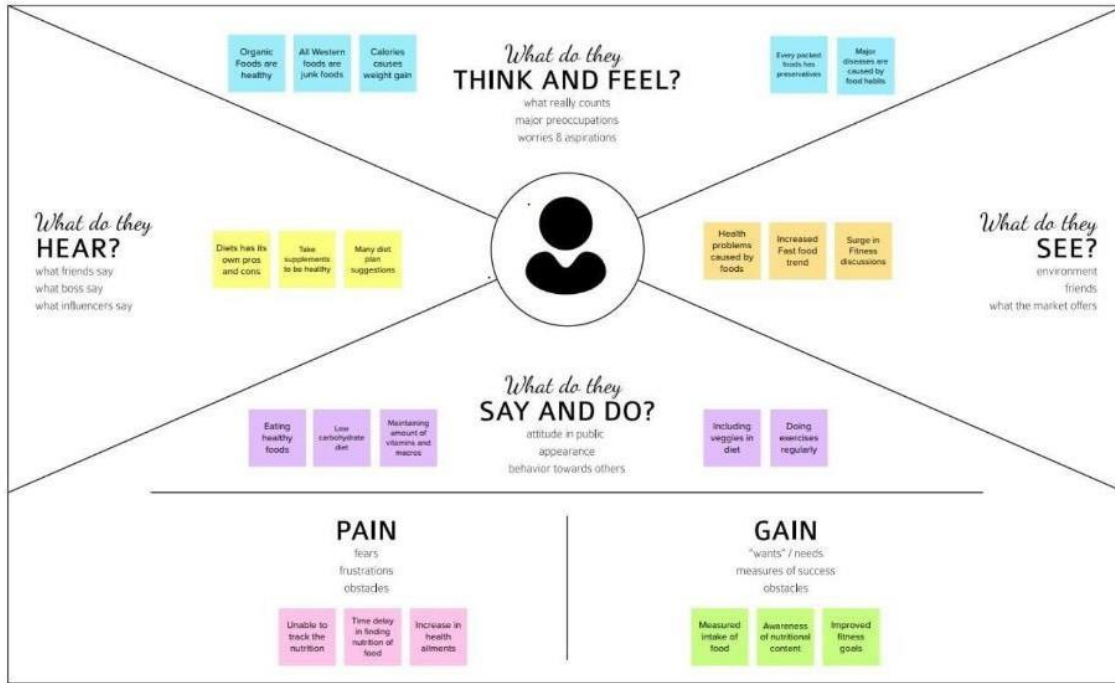 Organic
Foods are
healthy
All Western
foods are
junk foods
Calories
causes
weight gain
What do they
THINK AND FEEL?
what really counts
major preoccupations
worries & aspirations
Every packed
foods has
preservatives
Major
diseases are
caused by
food habits
What do they
HEAR?
what friends say
what boss say
what influencers say
Diets has its
own pros
and cons
Take
supplements
to be healthy
Many diet
plan
suggestions
Health
problems
caused by
foods
Increased
Fast food
trend
Surge in
Fitness
discussions
What do they
SEE?
environment
friends
what the market offers
Eating
healthy
foods
Low
carbohydrate
diet
Maintaining
amount of
vitamins and
macros
What do they
SAY AND DO?
attitude in public
appearance
behavior towards others
Including
veggies in
diet
Doing
exercises
regularly
PAIN
fears
frustrations
obstacles
Unable to
track the
nutrition
Time delay
in finding
nutrition of
food
Increase in
health
ailments
GAIN
"wants" / needs
measures of success
obstacles
Measured
intake of
food
Awareness
of nutritional
content
Improved
fitness
goals